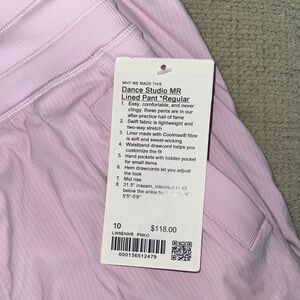 WHY WE MADE THIS
Dance Studio MR
Lined Pant *Regular
1. Easy, comfortable, and never
clingy, these pants are in our
after-practice hall of fame
2. Swift fabric is lightweight and
two-way stretch
3. Liner made with Coolmax® fibre
is soft and sweat-wicking
4. Waistband drawcord helps you
customize the fit
5. Hand pockets with hidden pocket
for small items
6. Hem drawcords let you adjust
the look
7. Mid rise
8. 31.5" inseam, intended to sit
below the ankle for
5'5"-5'8"
10 $118.00
LW5ENNR PNKO
000156512479